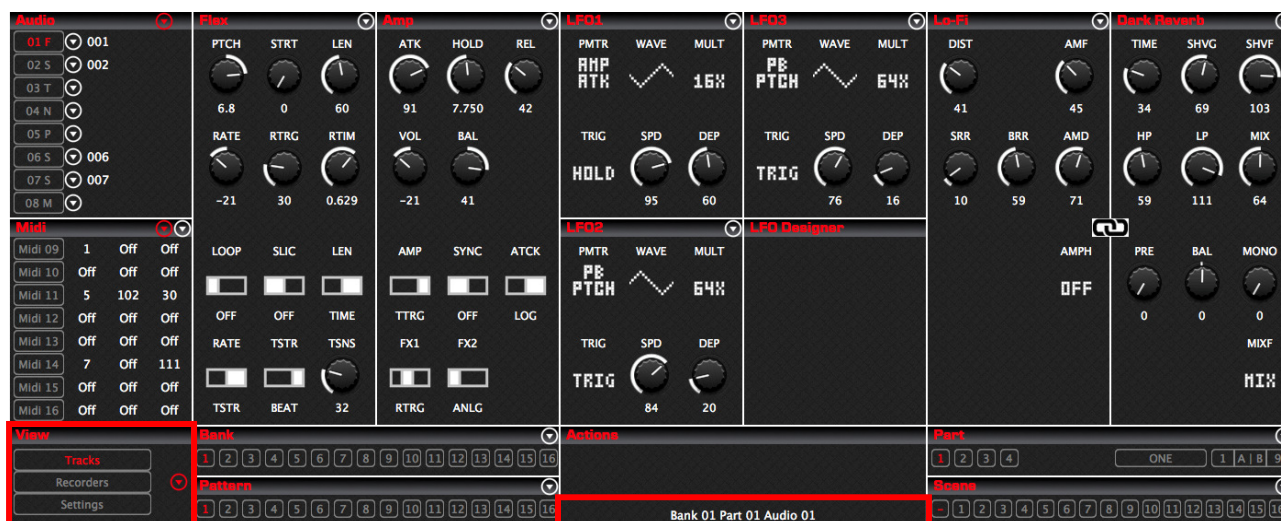 Audio
01 F 001
02 S 002
03 T
04 N
05 P
06 S 006
07 S 007
08 M
Midi
Midi 09 1 Off Off
Midi 10 Off Off Off
Midi 11 5 102 30
Midi 12 Off Off Off
Midi 13 Off Off Off
Midi 14 7 Off 111
Midi 15 Off Off Off
Midi 16 Off Off Off
View
Tracks
Recorders
Settings
Flex
PTCH STRT LEN
6.8 0 60
RATE RTRG RTIM
-21 30 0.629
LOOP SLIC LEN
OFF OFF TIME
RATE TSTR TSNS
TSTR BEAT 32
Amp
ATK HOLD REL
91 7.750 42
VOL BAL
-21 41
AMP SYNC ATCK
TTRG OFF LOG
FX1 FX2
RTRG ANLG
LFO1
PMTR WAVE MULT
AMP
ATK 16X
TRIG SPD DEP
HOLD
95 60
LFO2
PMTR WAVE MULT
PB
PTCH 64X
TRIG SPD DEP
TRIG
84 20
LFO3
PMTR WAVE MULT
PB
PTCH 64X
TRIG SPD DEP
TRIG
76 16
LFO Designer
Lo-Fi
DIST AMF
41 45
SRR BRR AMD
10 59 71
AMPH
OFF
Dark Reverb
TIME SHVG SHVF
34 69 103
HP LP MIX
59 111 64
PRE BAL MONO
0 0 0
MIXF
MIX
Bank
1 2 3 4 5 6 7 8 9 10 11 12 13 14 15 16
Pattern
1 2 3 4 5 6 7 8 9 10 11 12 13 14 15 16
Actions
Bank 01 Part 01 Audio 01
Part
1 2 3 4 ONE 1 A | B 9
Scene
- 1 2 3 4 5 6 7 8 9 10 11 12 13 14 15 16